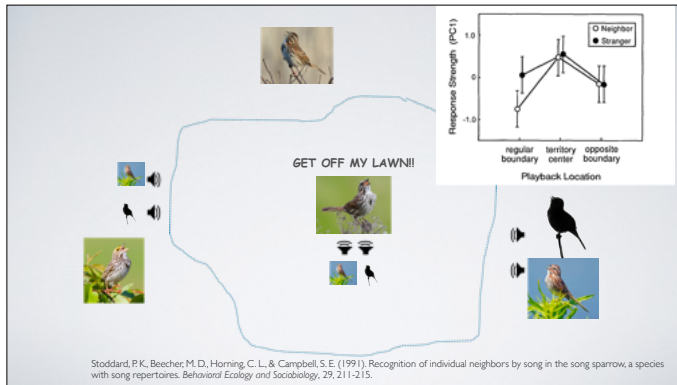 Response Strength (PC1)
1.0
0
-1.0
Neighbor
Stranger
regular
boundary
territory
center
opposite
boundary
Playback Location
GET OFF MY LAWN!!
Stoddard, P. K., Beecher, M. D., Horning, C. L., & Campbell, S. E. (1991). Recognition of individual neighbors by song in the song sparrow, a species
with song repertoires. Behavioral Ecology and Sociobiology, 29, 211-215.